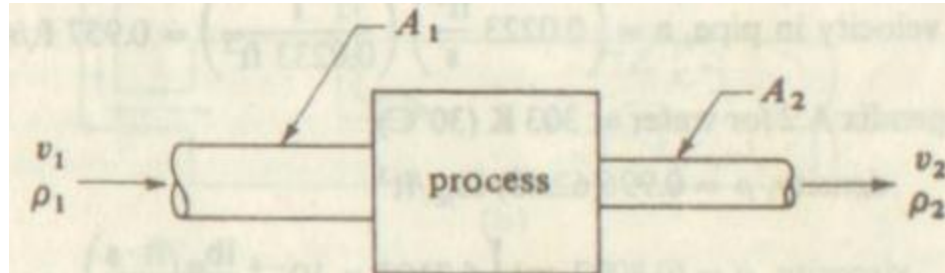 A₁
A₂
v₁
ρ₁
process
v₂
ρ₂